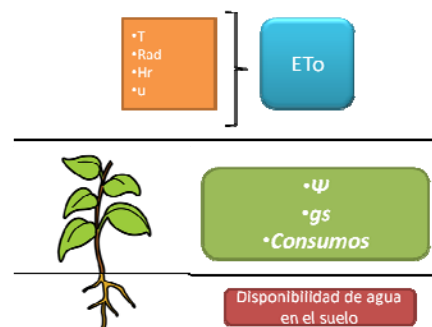 •T
•Rad
•Hr
•u
ETo
•Ψ
•gs
•Consumos
Disponibilidad de agua
en el suelo